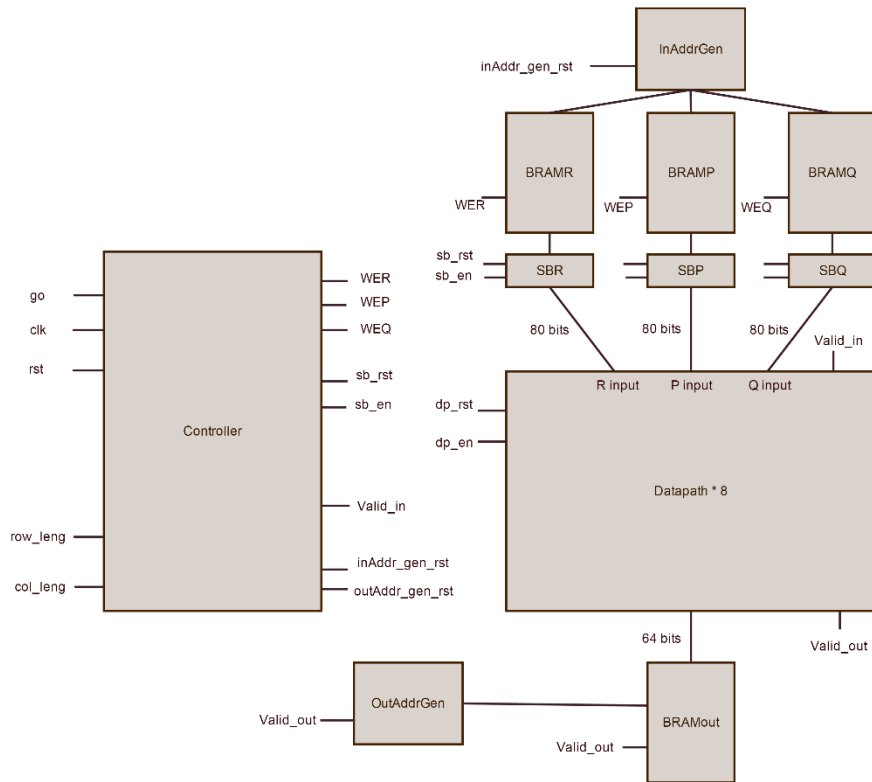 InAddrGen
inAddr_gen_rst
BRAMR
BRAMP
BRAMQ
WER
WEP
WEQ
sb_rst
sb_en
SBR
SBP
SBQ
80 bits
80 bits
80 bits
Valid_in
R input
P input
Q input
dp_rst
dp_en
Datapath * 8
64 bits
Valid_out
OutAddrGen
Valid_out
BRAMout
Valid_out
go
clk
rst
row_leng
col_leng
Controller
WER
WEP
WEQ
sb_rst
sb_en
Valid_in
inAddr_gen_rst
outAddr_gen_rst